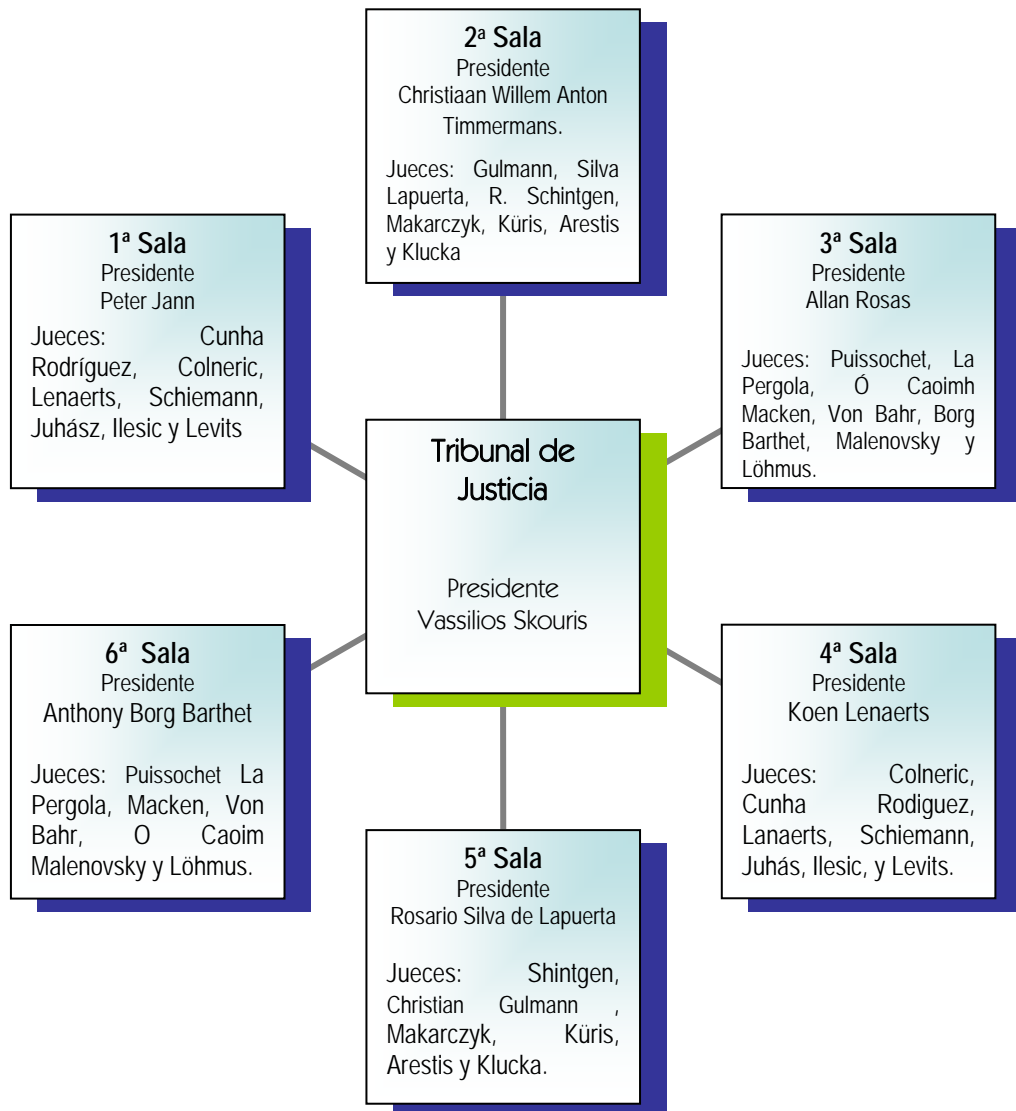 2ª Sala
Presidente
Christiaan Willem Anton
Timmermans.
Jueces: Gulmann, Silva
Lapuerta, R. Schintgen,
Makarczyk, Küris, Arestis
y Klucka
1ª Sala
Presidente
Peter Jann
Jueces: Cunha
Rodríguez, Colneric,
Lenaerts, Schiemann,
Juhász, Ilesic y Levits
3ª Sala
Presidente
Allan Rosas
Jueces: Puissochet, La
Pergola, Ó Caoimh
Macken, Von Bahr, Borg
Barthet, Malenovsky y
Löhmus.
Tribunal de
Justicia
Presidente
Vassilios Skouris
6ª Sala
Presidente
Anthony Borg Barthet
Jueces: Puissochet La
Pergola, Macken, Von
Bahr, O Caoim
Malenovsky y Löhmus.
4ª Sala
Presidente
Koen Lenaerts
Jueces: Colneric,
Cunha Rodiguez,
Lanaerts, Schiemann,
Juhás, Ilesic, y Levits.
5ª Sala
Presidente
Rosario Silva de Lapuerta
Jueces: Shintgen,
Christian Gulmann ,
Makarczyk, Küris,
Arestis y Klucka.